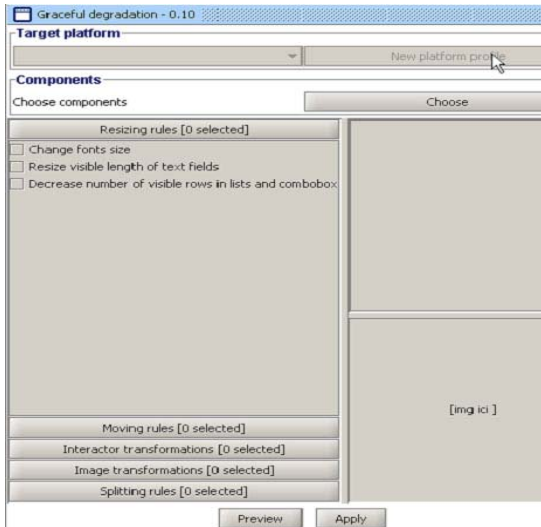 Graceful degradation - 0.10
Target platform
New platform profile
Components
Choose components
Choose
Resizing rules [0 selected]
Change fonts size
Resize visible length of text fields
Decrease number of visible rows in lists and combobox
[img ici ]
Moving rules [0 selected]
Interactor transformations [0 selected]
Image transformations [0 selected]
Splitting rules [0 selected]
Preview
Apply